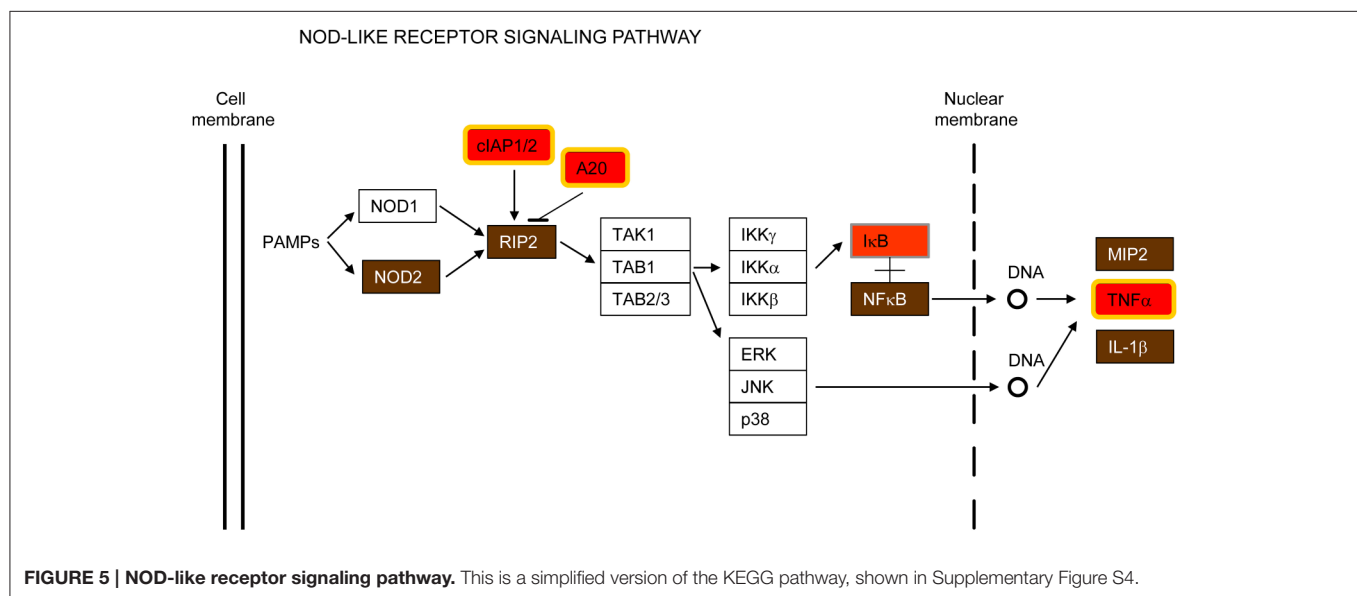 NOD-LIKE RECEPTOR SIGNALING PATHWAY
Cell
membrane
Nuclear
membrane
cIAP1/2
A20
NOD1
PAMPs
RIP2
NOD2
TAK1
TAB1
TAB2/3
IKKγ
IKKα
IKKβ
IκB
NFκB
ERK
JNK
p38
DNA
DNA
MIP2
TNFα
IL-1β
FIGURE 5 | NOD-like receptor signaling pathway. This is a simplified version of the KEGG pathway, shown in Supplementary Figure S4.